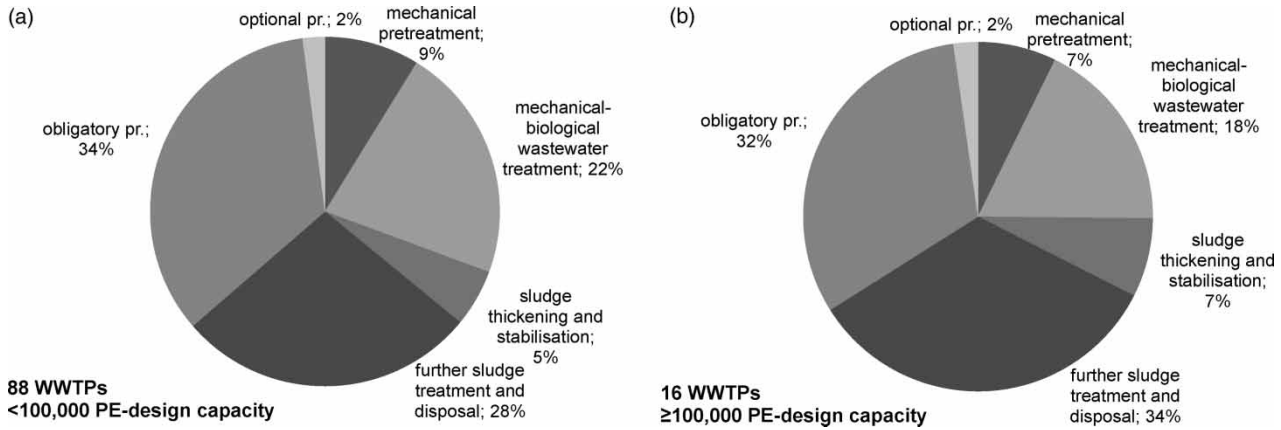 (a)
optional pr.; 2%
mechanical
pretreatment;
9%
mechanical-
biological
wastewater
treatment; 22%
obligatory pr.;
34%
sludge
thickening and
stabilisation;
5%
further sludge
treatment and
disposal; 28%
88 WWTPs
<100,000 PE-design capacity
(b)
optional pr.; 2%
mechanical
pretreatment;
7%
mechanical-
biological
wastewater
treatment; 18%
obligatory pr.;
32%
sludge
thickening and
stabilisation;
7%
further sludge
treatment and
disposal; 34%
16 WWTPs
≥100,000 PE-design capacity